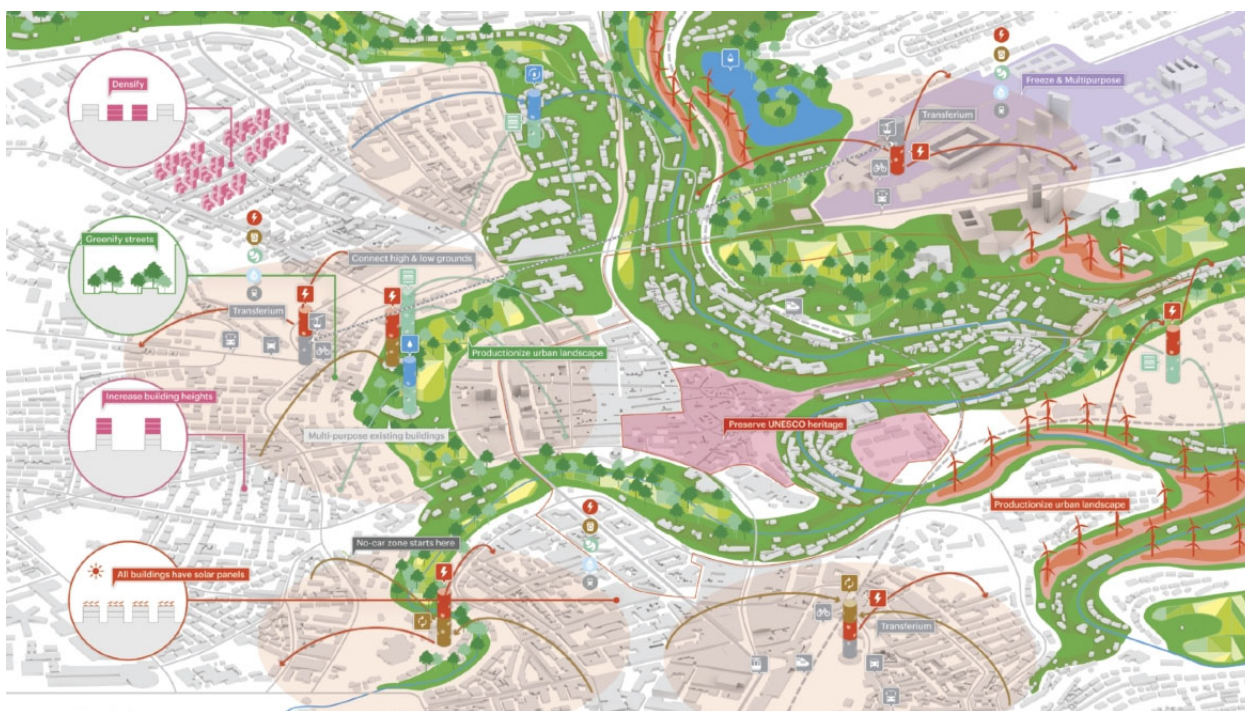 Densify
Freeze & Multipurpose
Transferium
Greenify streets
Connect high & low grounds
Transferium
Productionize urban landscape
Increase building heights
Preserve UNESCO heritage
Multi-purpose existing buildings
Productionize urban landscape
No-car zone starts here
All buildings have solar panels
Transferium